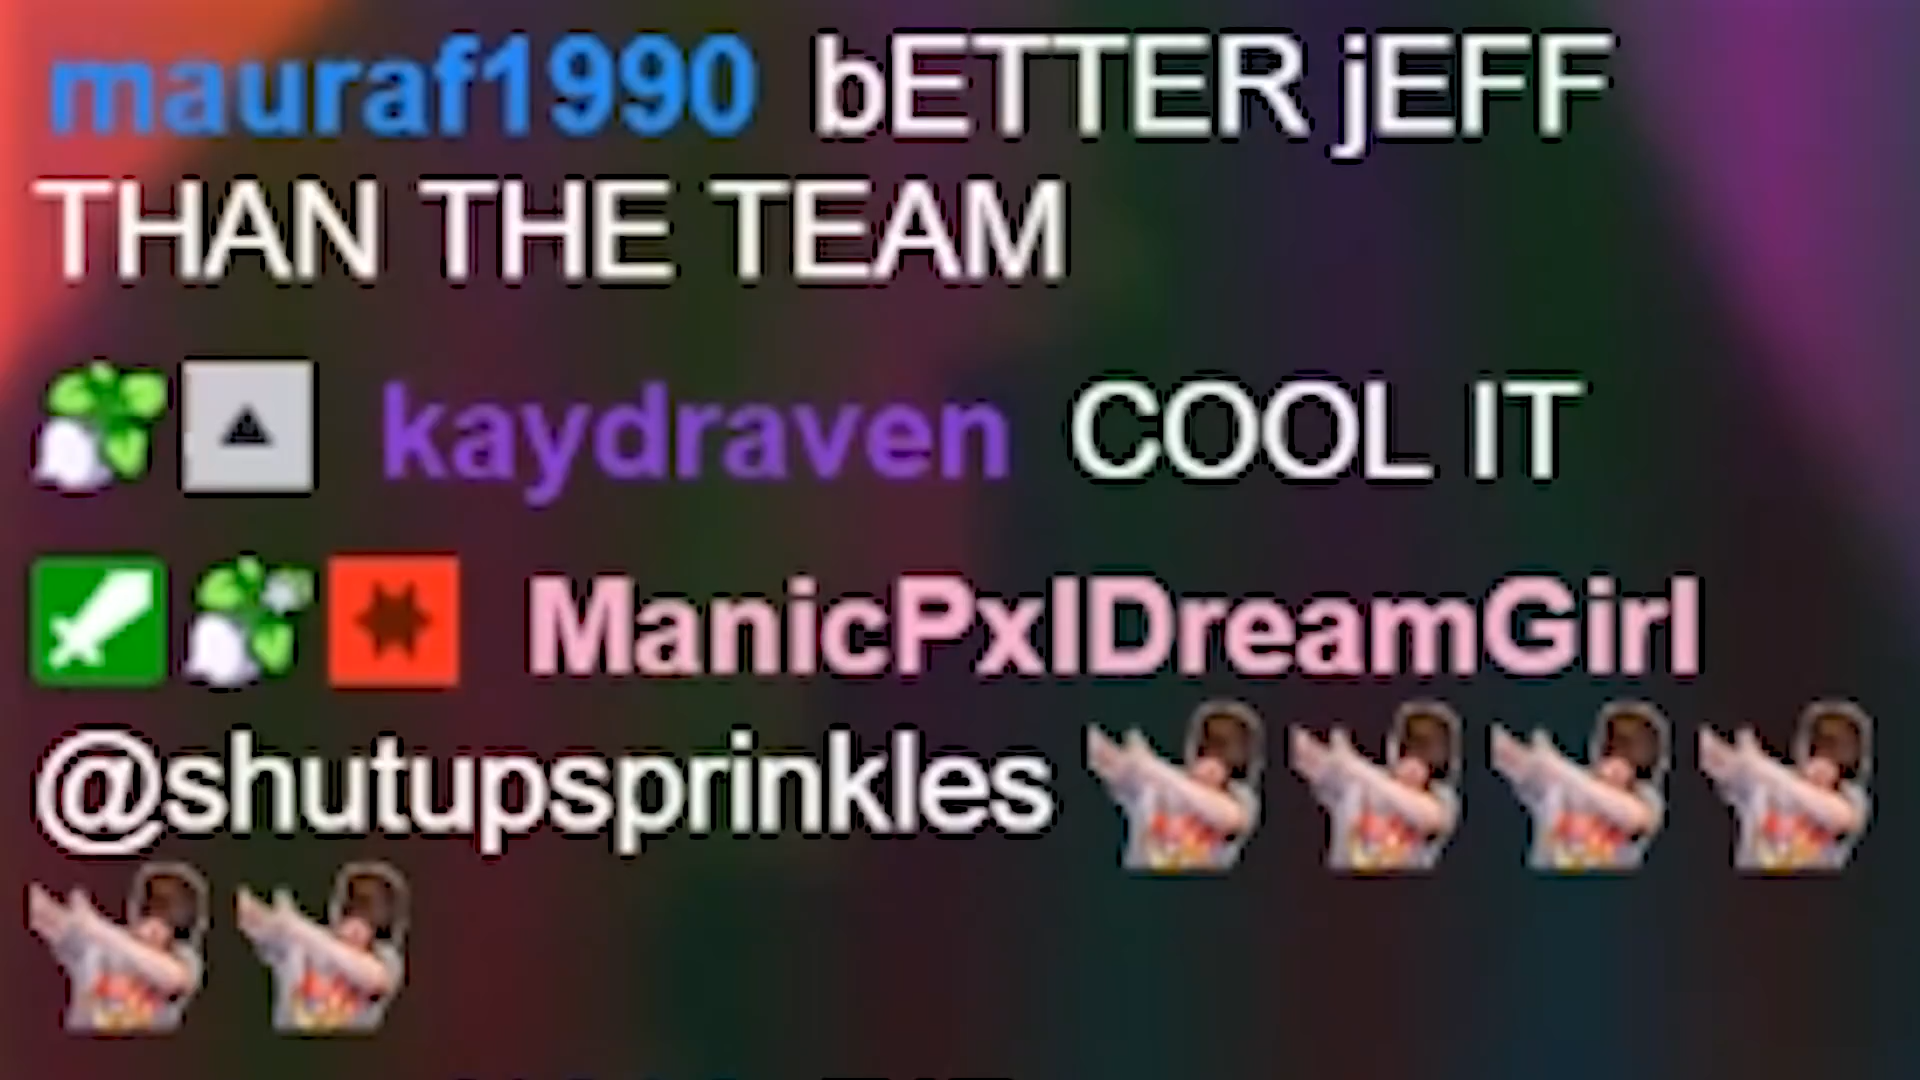 mauraf1990 bETTER jEFF
THAN THE TEAM
kaydraven COOL IT
ManicPxlDreamGirl
@shutupsprinkles